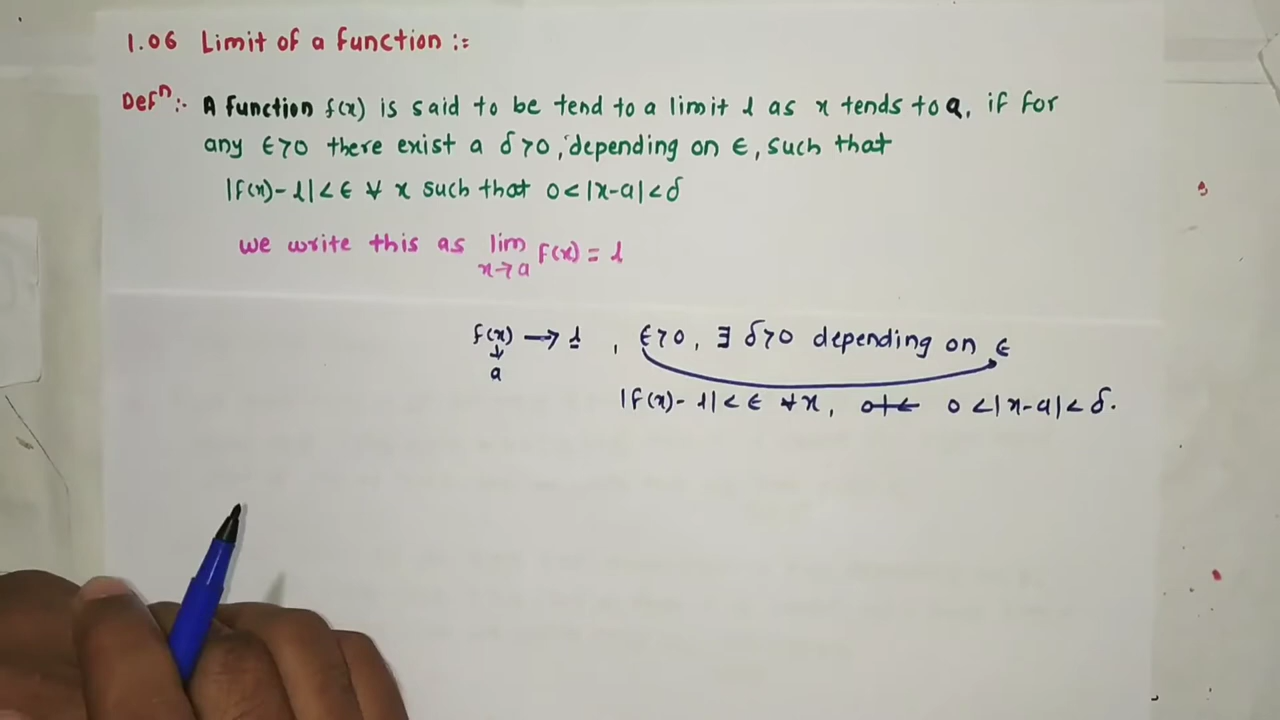 1.06 Limit of a function :=
Defⁿ:- A function f(x) is said to be tend to a limit l as x tends to a, if for
any ϵ>0 there exist a δ>0, depending on ϵ, such that
|f(x)-l|<ϵ ∀ x such that 0<|x-a|<δ
we write this as lim f(x) = l
x→a
f(x) → l , ϵ>0, ∃ δ>0 depending on ϵ
↓
a
|f(x)-l|<ϵ ∀x, 0<|x-a|<δ.